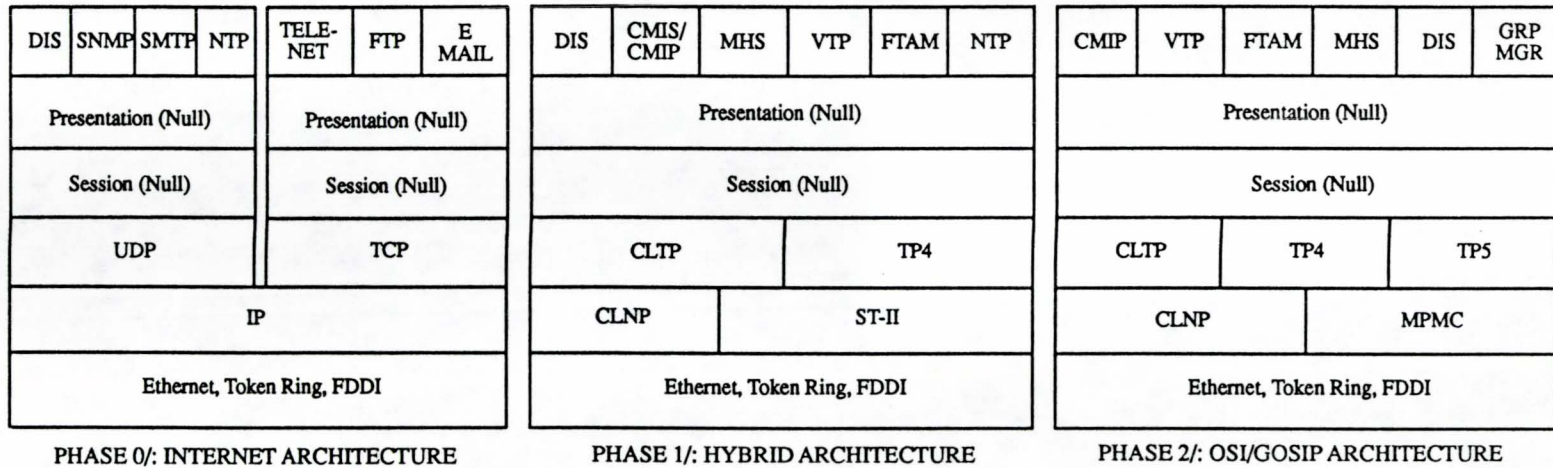 DIS SNMP SMTP NTP
TELE-
NET
FTP
E
MAIL
Presentation (Null)
Presentation (Null)
Session (Null)
Session (Null)
UDP
TCP
IP
Ethernet, Token Ring, FDDI
PHASE 0/: INTERNET ARCHITECTURE
DIS
CMIS/
CMIP
MHS
VTP
FTAM
NTP
Presentation (Null)
Session (Null)
CLTP
TP4
CLNP
ST-II
Ethernet, Token Ring, FDDI
PHASE 1/: HYBRID ARCHITECTURE
CMIP
VTP
FTAM
MHS
DIS
GRP
MGR
Presentation (Null)
Session (Null)
CLTP
TP4
TP5
CLNP
MPMC
Ethernet, Token Ring, FDDI
PHASE 2/: OSI/GOSIP ARCHITECTURE